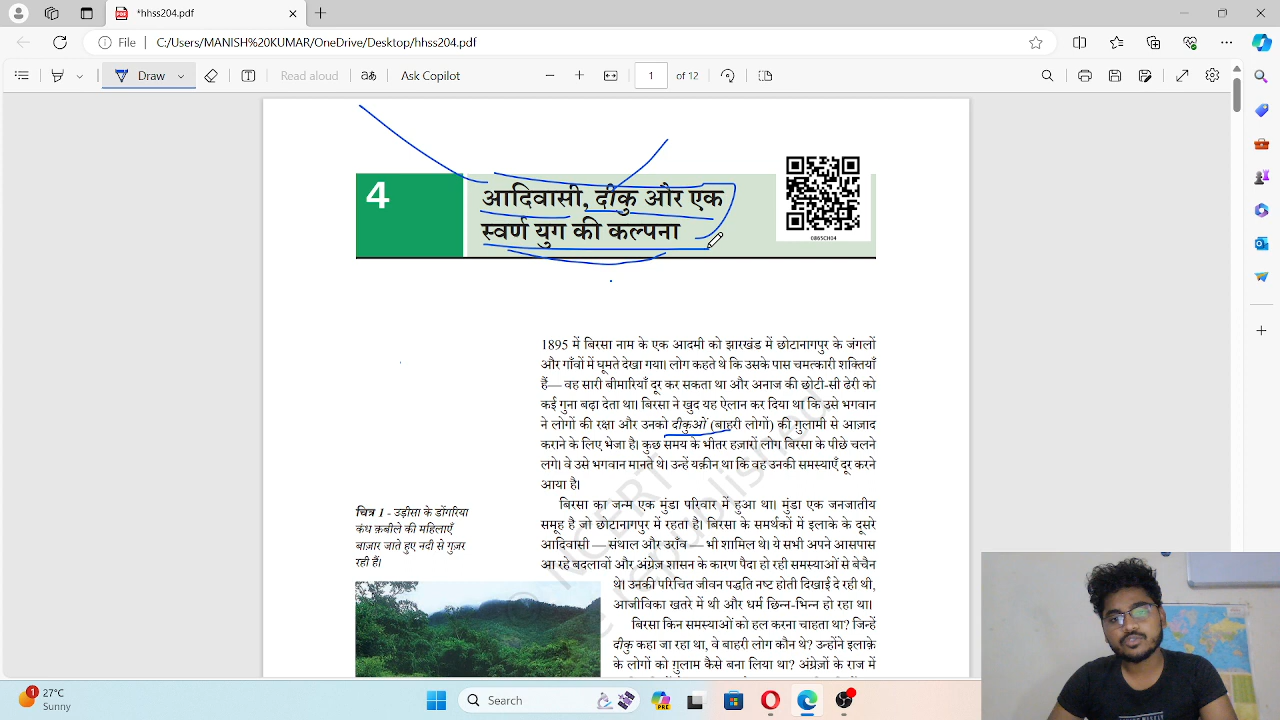 *hhss204.pdf
File C:/Users/MANISH%20KUMAR/OneDrive/Desktop/hhss204.pdf
Draw Read aloud Ask Copilot 1 of 12
4
आदिवासी, दीकु और एक
स्वर्ण युग की कल्पना
0865CH04
1895 में बिरसा नाम के एक आदमी को झारखंड में छोटानागपुर के जंगलों
और गाँवों में घूमते देखा गया। लोग कहते थे कि उसके पास चमत्कारी शक्तियाँ
हैं— वह सारी बीमारियाँ दूर कर सकता था और अनाज की छोटी-सी ढेरी को
कई गुना बढ़ा देता था। बिरसा ने खुद यह ऐलान कर दिया था कि उसे भगवान
ने लोगों की रक्षा और उनको दीकुओं (बाहरी लोगों) की ग़ुलामी से आज़ाद
कराने के लिए भेजा है। कुछ समय के भीतर हज़ारों लोग बिरसा के पीछे चलने
लगे। वे उसे भगवान मानते थे। उन्हें यक़ीन था कि वह उनकी समस्याएँ दूर करने
आया है।
बिरसा का जन्म एक मुंडा परिवार में हुआ था। मुंडा एक जनजातीय
समूह है जो छोटानागपुर में रहता है। बिरसा के समर्थकों में इलाके के दूसरे
आदिवासी — संथाल और उराँव — भी शामिल थे। ये सभी अपने आसपास
आ रहे बदलावों और अंग्रेज़ शासन के कारण पैदा हो रही समस्याओं से बेचैन
थे। उनकी परिचित जीवन पद्धति नष्ट होती दिखाई दे रही थी,
आजीविका खतरे में थी और धर्म छिन्न-भिन्न हो रहा था।
बिरसा किन समस्याओं को हल करना चाहता था? जिन्हें
दीकु कहा जा रहा था, वे बाहरी लोग कौन थे? उन्होंने इलाक़े
के लोगों को ग़ुलाम कैसे बना लिया था? अंग्रेज़ों के राज में
चित्र 1 - उड़ीसा के डोंगरिया
कंध क़बीले की महिलाएँ
बाज़ार जाते हुए नदी से गुज़र
रही हैं।
© NCERT
1
27°C
Sunny
Search
PRE